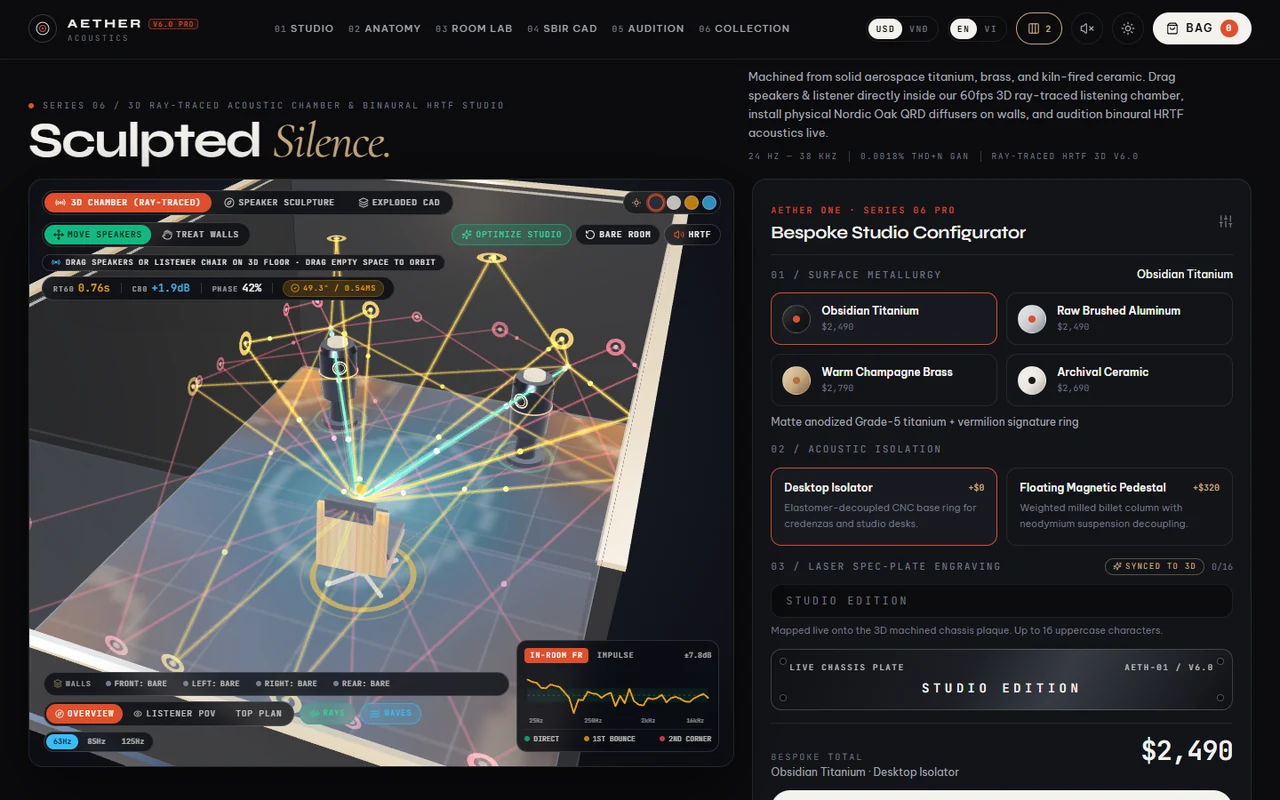 AETHER V6.0 PRO
ACOUSTICS
01 STUDIO 02 ANATOMY 03 ROOM LAB 04 SBIR CAD 05 AUDITION 06 COLLECTION
USD VND EN VI 2 BAG 0
SERIES 06 / 3D RAY-TRACED ACOUSTIC CHAMBER & BINAURAL HRTF STUDIO
Sculpted Silence.
Machined from solid aerospace titanium, brass, and kiln-fired ceramic. Drag
speakers & listener directly inside our 60fps 3D ray-traced listening chamber,
install physical Nordic Oak QRD diffusers on walls, and audition binaural HRTF
acoustics live.
24 HZ — 38 KHZ | 0.0018% THD+N GAN | RAY-TRACED HRTF 3D V6.0
3D CHAMBER (RAY-TRACED) SPEAKER SCULPTURE EXPLODED CAD
MOVE SPEAKERS TREAT WALLS OPTIMIZE STUDIO BARE ROOM HRTF
DRAG SPEAKERS OR LISTENER CHAIR ON 3D FLOOR · DRAG EMPTY SPACE TO ORBIT
RT60 0.76s C80 +1.9dB PHASE 42% 49.3° / 0.54MS
WALLS FRONT: BARE LEFT: BARE RIGHT: BARE REAR: BARE
OVERVIEW LISTENER POV TOP PLAN RAYS WAVES
63Hz 85Hz 125Hz
IN-ROOM FR IMPULSE ±7.8dB
25Hz 250Hz 2kHz 16kHz
DIRECT 1ST BOUNCE 2ND CORNER
AETHER ONE · SERIES 06 PRO
Bespoke Studio Configurator
01 / SURFACE METALLURGY Obsidian Titanium
Obsidian Titanium
$2,490
Raw Brushed Aluminum
$2,490
Warm Champagne Brass
$2,790
Archival Ceramic
$2,690
Matte anodized Grade-5 titanium + vermilion signature ring
02 / ACOUSTIC ISOLATION
Desktop Isolator +$0
Elastomer-decoupled CNC base ring for
credenzas and studio desks.
Floating Magnetic Pedestal +$320
Weighted milled billet column with
neodymium suspension decoupling.
03 / LASER SPEC-PLATE ENGRAVING SYNCED TO 3D 0/16
STUDIO EDITION
Mapped live onto the 3D machined chassis plaque. Up to 16 uppercase characters.
LIVE CHASSIS PLATE AETH-01 / V6.0
STUDIO EDITION
BESPOKE TOTAL $2,490
Obsidian Titanium · Desktop Isolator